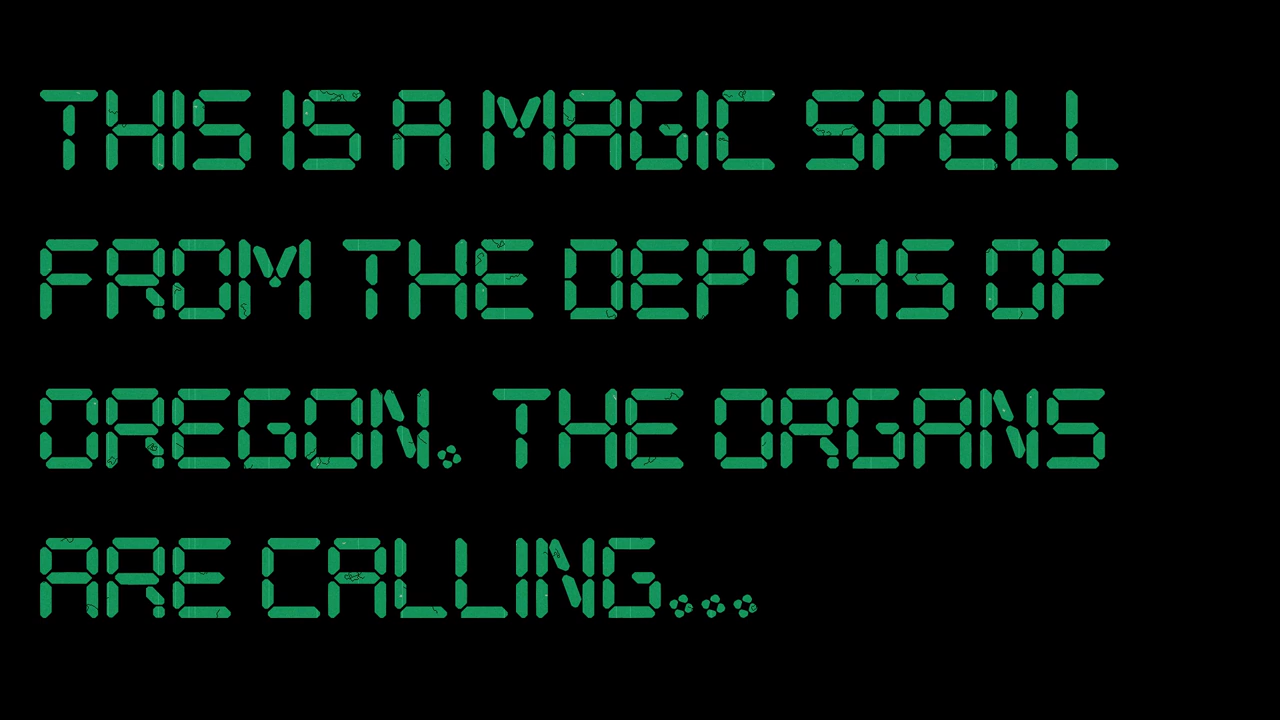 THIS IS A MAGIC SPELL
FROM THE DEPTHS OF
OREGON. THE ORGANS
ARE CALLING...